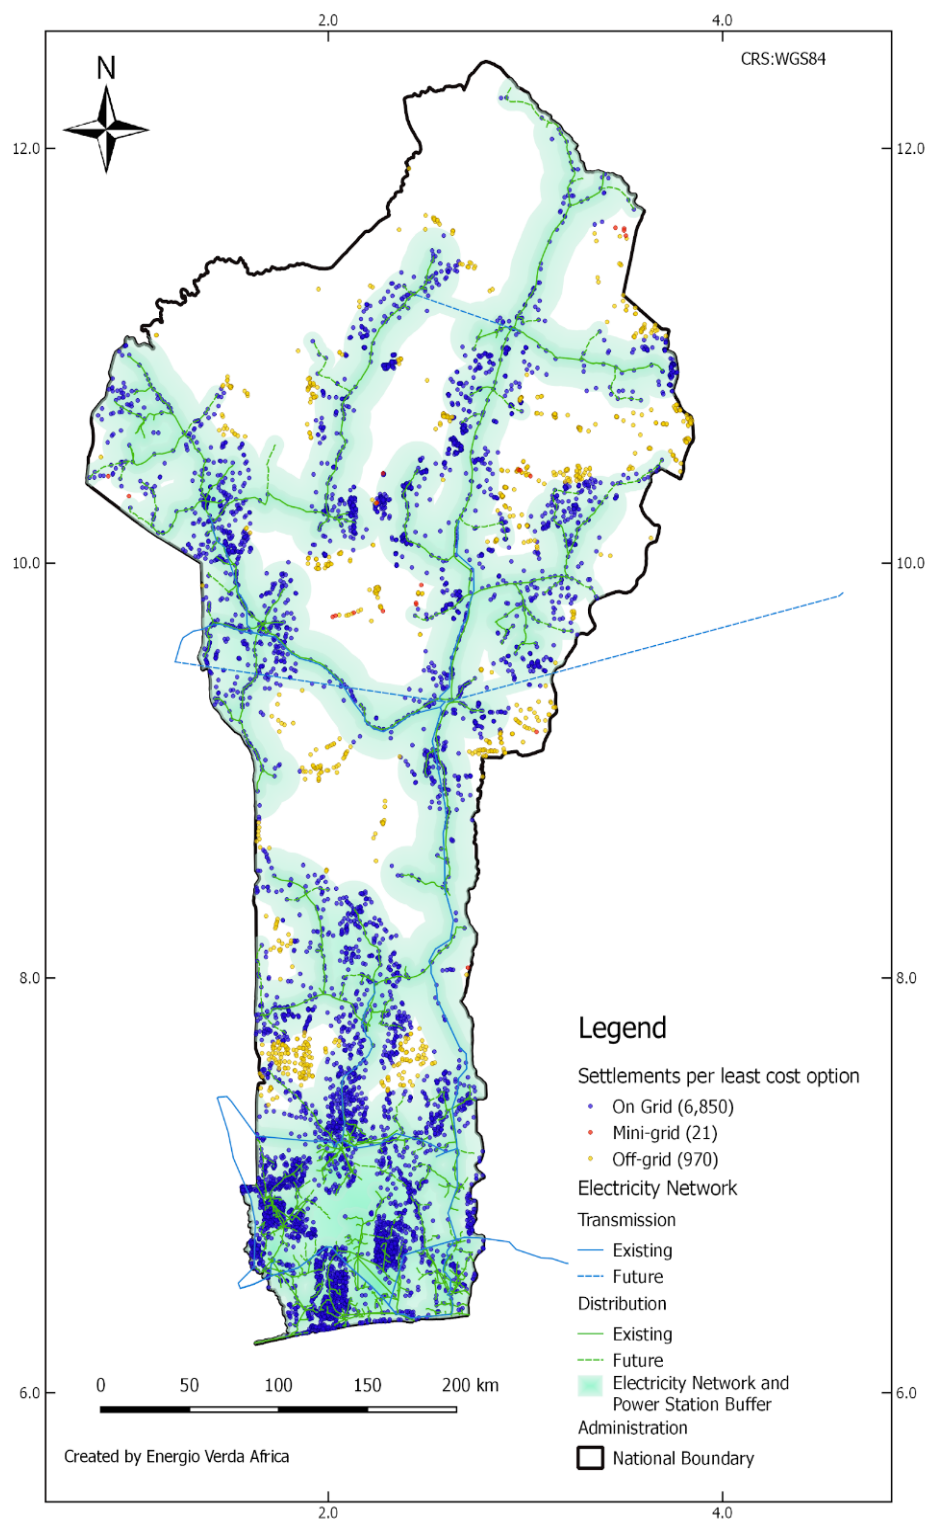 2.0
4.0
N
CRS:WGS84
12.0
12.0
10.0
10.0
8.0
8.0
Legend
Settlements per least cost option
On Grid (6,850)
Mini-grid (21)
Off-grid (970)
Electricity Network
Transmission
Existing
Future
Distribution
Existing
Future
Electricity Network and
Power Station Buffer
Administration
National Boundary
6.0
6.0
0 50 100 150 200 km
Created by Energio Verda Africa
2.0
4.0